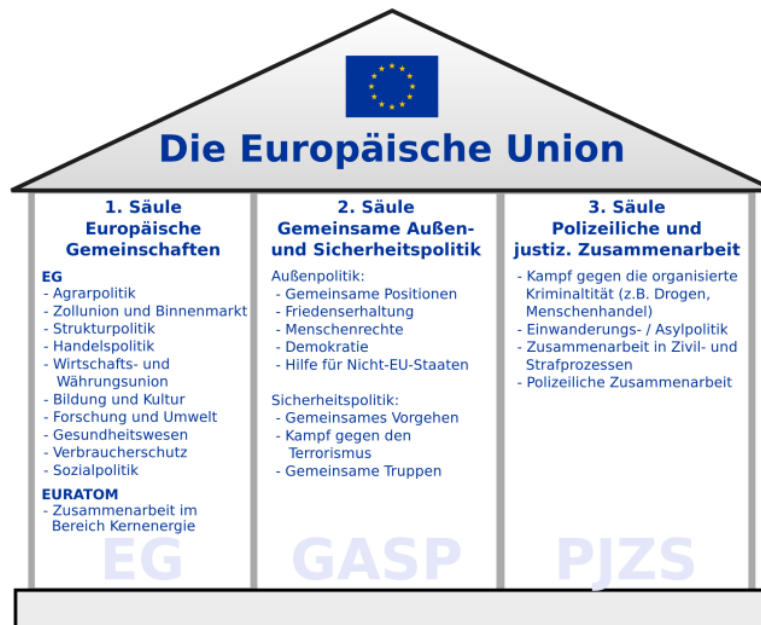 Die Europäische Union
1. Säule
Europäische
Gemeinschaften
EG
- Agrarpolitik
- Zollunion und Binnenmarkt
- Strukturpolitik
- Handelspolitik
- Wirtschafts- und
Währungsunion
- Bildung und Kultur
- Forschung und Umwelt
- Gesundheitswesen
- Verbraucherschutz
- Sozialpolitik
EURATOM
- Zusammenarbeit im
Bereich Kernenergie
EG
2. Säule
Gemeinsame Außen-
und Sicherheitspolitik
Außenpolitik:
- Gemeinsame Positionen
- Friedenserhaltung
- Menschenrechte
- Demokratie
- Hilfe für Nicht-EU-Staaten
Sicherheitspolitik:
- Gemeinsames Vorgehen
- Kampf gegen den
Terrorismus
- Gemeinsame Truppen
GASP
3. Säule
Polizeiliche und
justiz. Zusammenarbeit
- Kampf gegen die organisierte
Kriminaltität (z.B. Drogen,
Menschenhandel)
- Einwanderungs- / Asylpolitik
- Zusammenarbeit in Zivil- und
Strafprozessen
- Polizeiliche Zusammenarbeit
PJZS